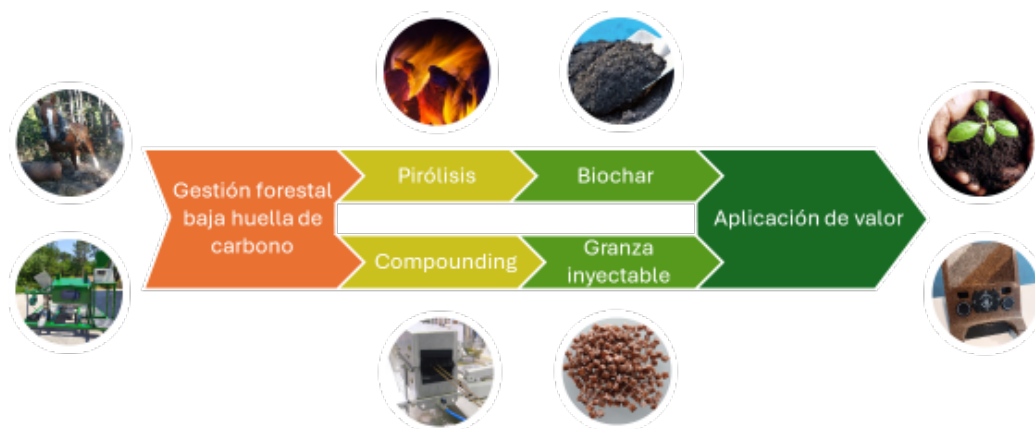 Gestión forestal
baja huella de
carbono
Pirólisis
Biochar
Compounding
Granza
inyectable
Aplicación de valor